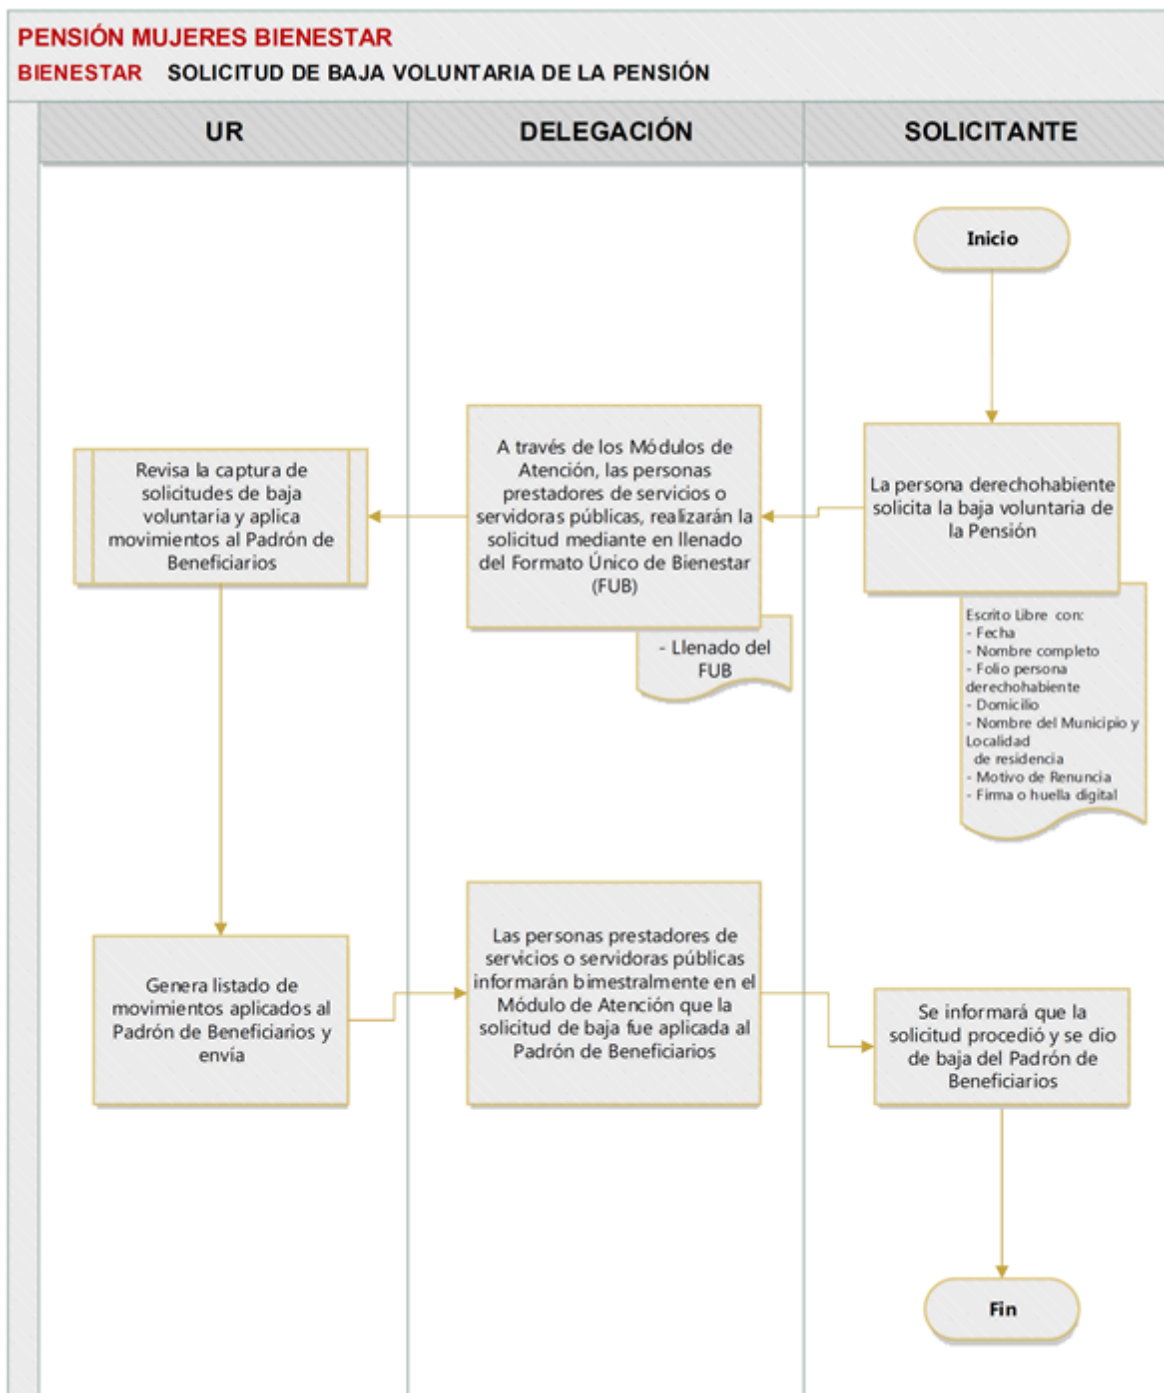 PENSIÓN MUJERES BIENESTAR
BIENESTAR SOLICITUD DE BAJA VOLUNTARIA DE LA PENSIÓN
UR
DELEGACIÓN
SOLICITANTE
Inicio
La persona derechohabiente
solicita la baja voluntaria de
la Pensión
Escrito Libre con:
- Fecha
- Nombre completo
- Folio persona
derechohabiente
- Domicilio
- Nombre del Municipio y
Localidad
de residencia
- Motivo de Renuncia
- Firma o huella digital
A través de los Módulos de
Atención, las personas
prestadores de servicios o
servidoras públicas, realizarán la
solicitud mediante en llenado
del Formato Único de Bienestar
(FUB)
- Llenado del
FUB
Revisa la captura de
solicitudes de baja
voluntaria y aplica
movimientos al Padrón de
Beneficiarios
Genera listado de
movimientos aplicados al
Padrón de Beneficiarios y
envía
Las personas prestadores de
servicios o servidoras públicas
informarán bimestralmente en el
Módulo de Atención que la
solicitud de baja fue aplicada al
Padrón de Beneficiarios
Se informará que la
solicitud procedió y se dio
de baja del Padrón de
Beneficiarios
Fin